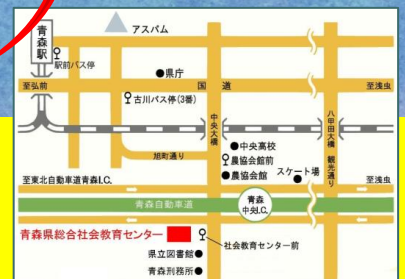 アスパム
青森駅
駅前バス停
県庁
至弘前
国道
至浅虫
古川バス停(3番)
中央大橋
八甲田大橋
中央高校
旭町通り
農協会館前
観光通り
農協会館
スケート場
至東北自動車道青森I.C.
至浅虫
青森自動車道
青森中央I.C.
青森県総合社会教育センター
社会教育センター前
県立図書館
青森刑務所